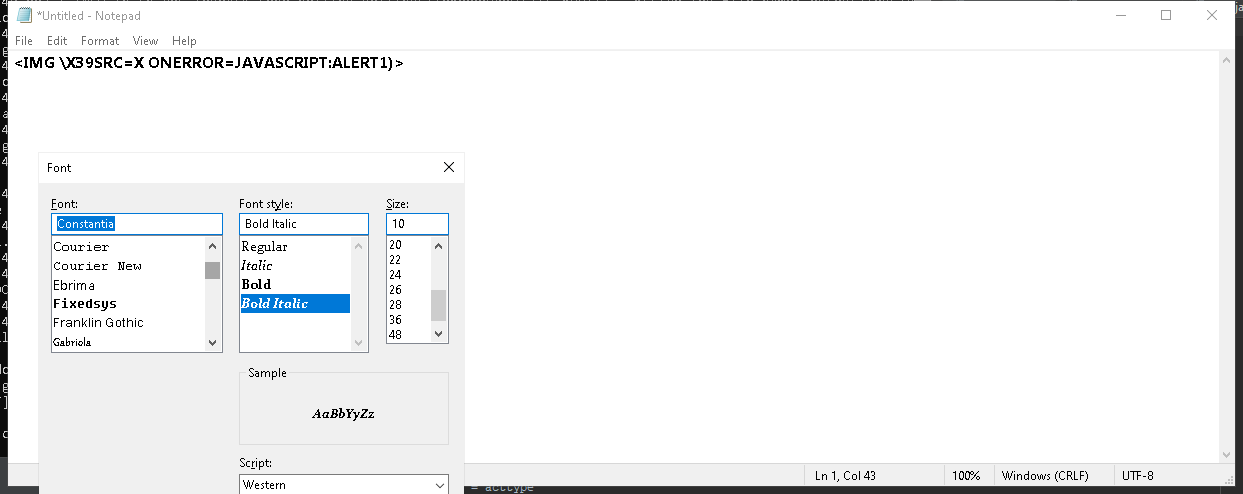 *Untitled - Notepad
File Edit Format View Help
<IMG \X39SRC=X ONERROR=JAVASCRIPT:ALERT1)>
Font
Font: Font style: Size:
Constantia Bold Italic 10
Courier Regular 20
Courier New Italic 22
Ebrima Bold 24
Fixedsys Bold Italic 26
Franklin Gothic 28
Gabriola 36
48
Sample
AaBbYyZz
Script:
Western
Ln 1, Col 43 100% Windows (CRLF) UTF-8
= acctype